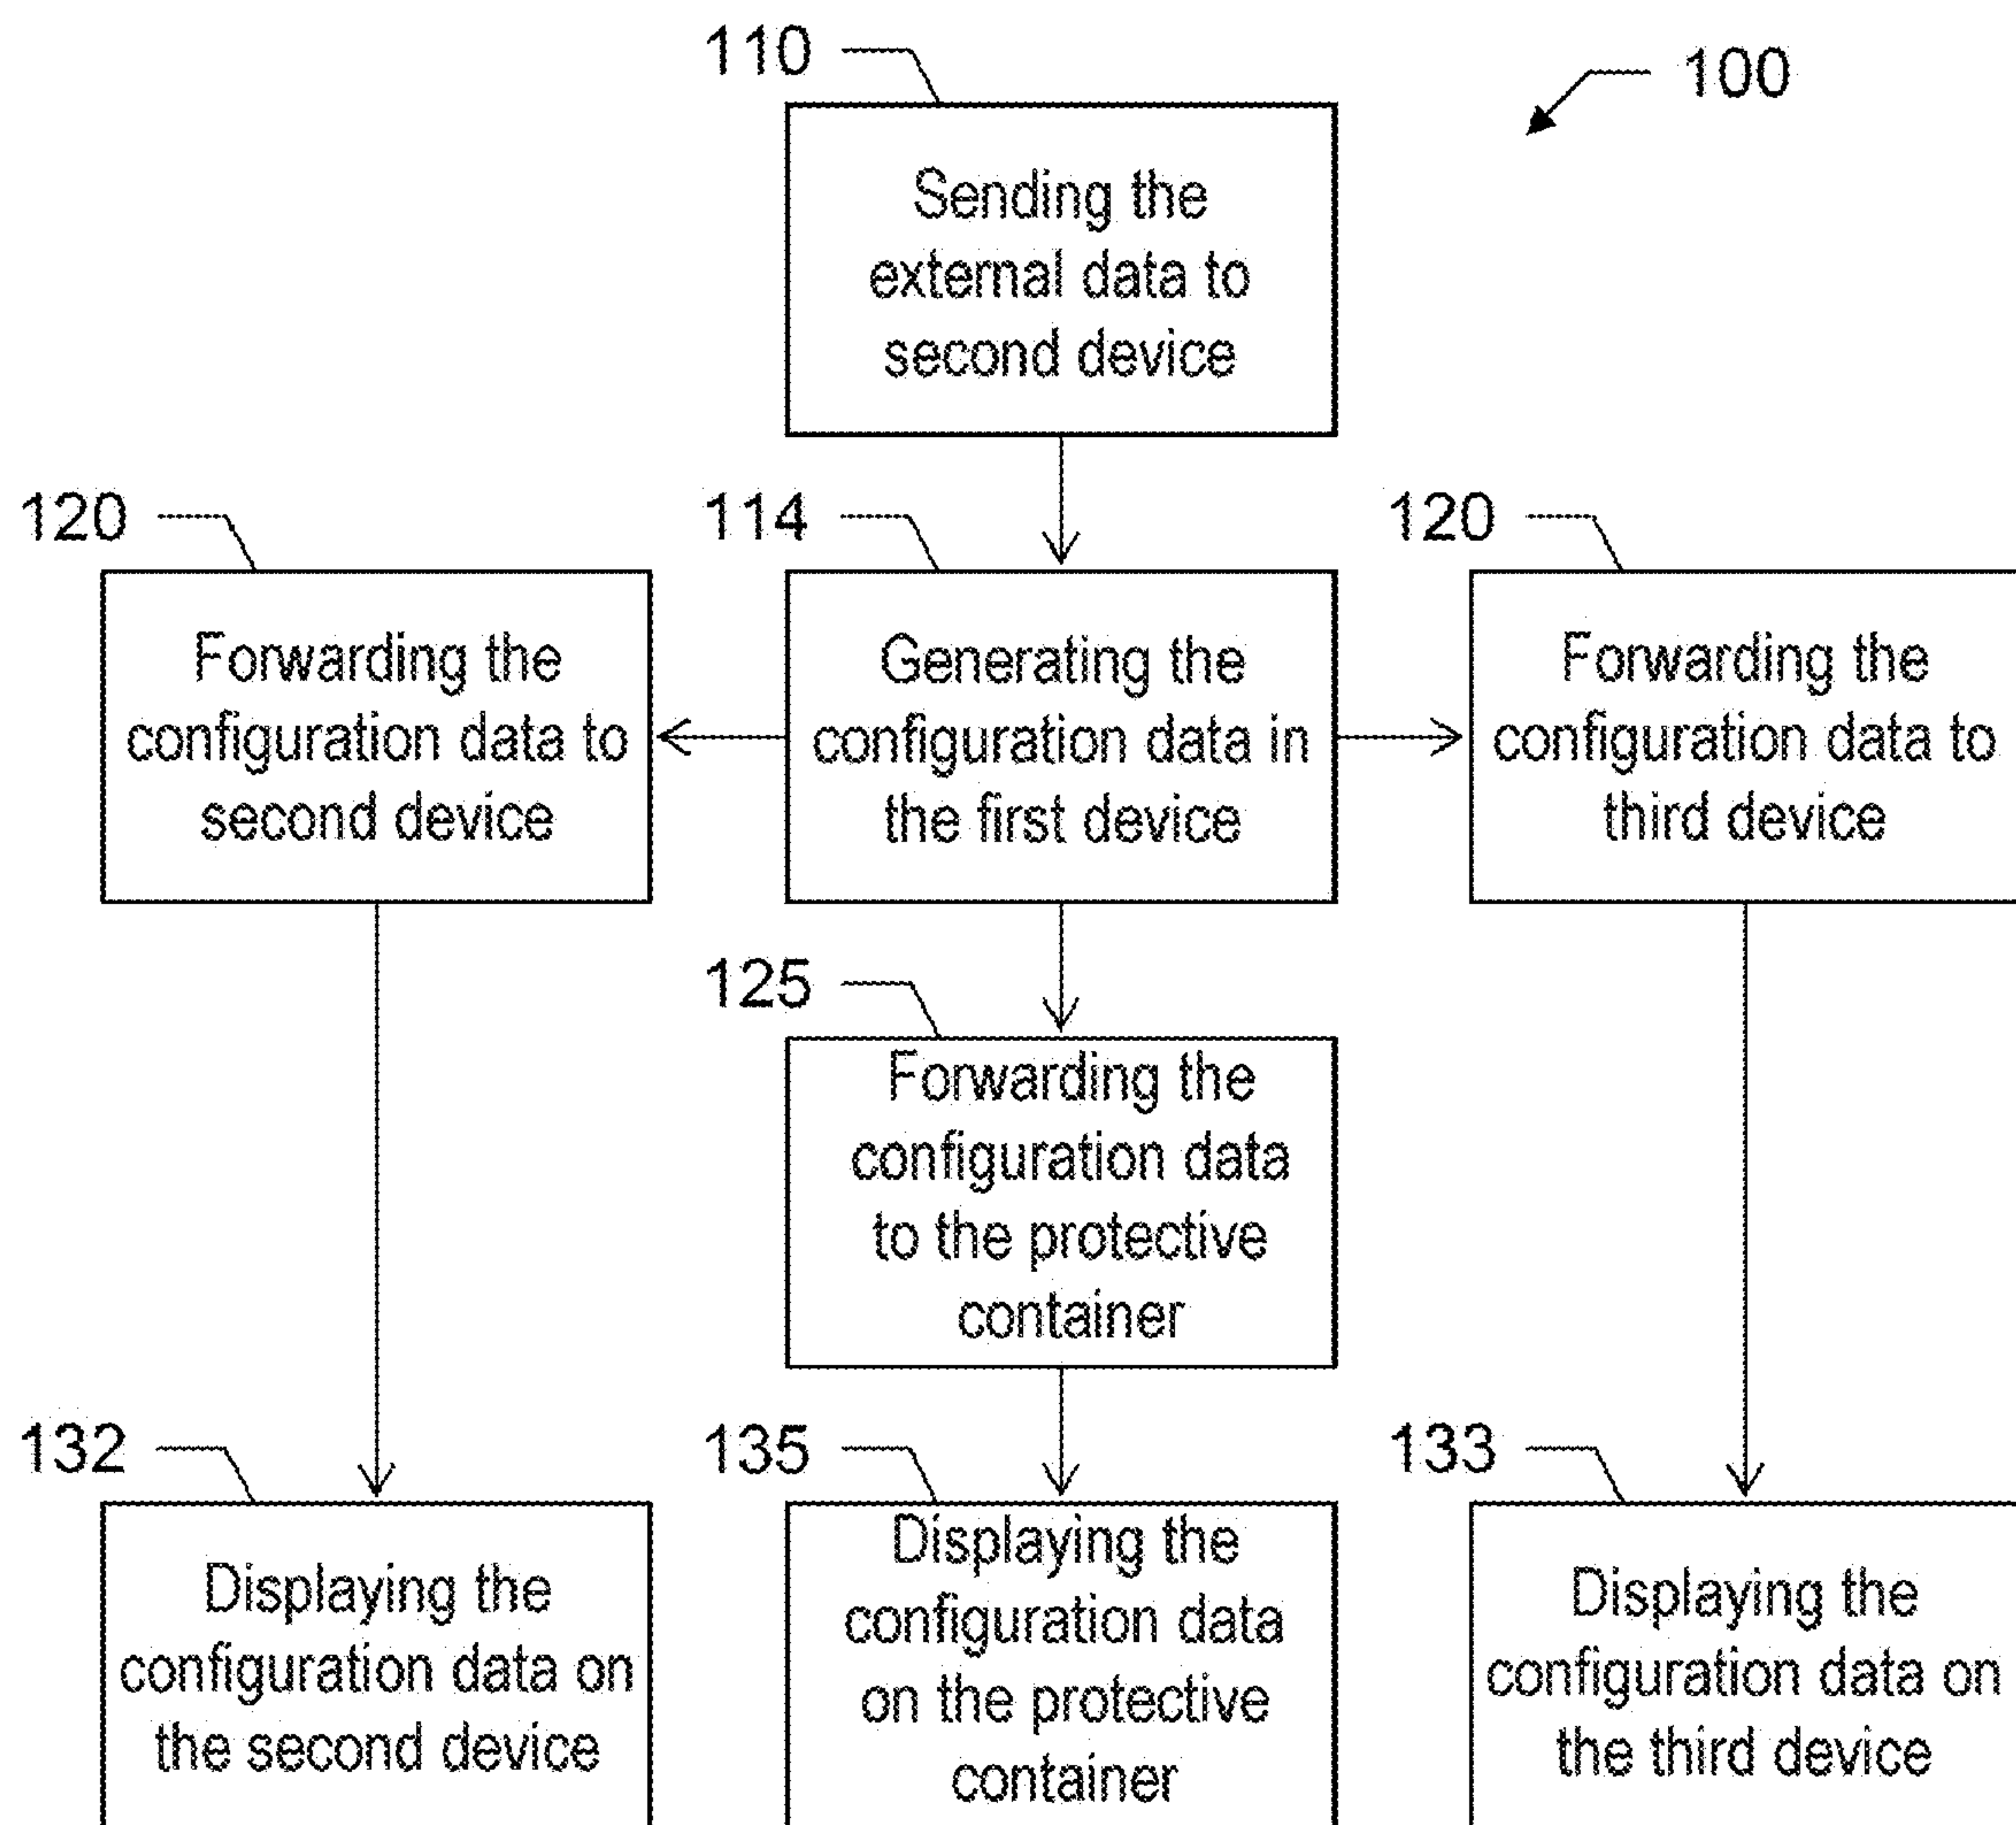 110
100
Sending the
external data to
second device
120
114
120
Forwarding the
configuration data to
second device
Generating the
configuration data in
the first device
Forwarding the
configuration data to
third device
125
Forwarding the
configuration data
to the protective
container
132
135
133
Displaying the
configuration data on
the second device
Displaying the
configuration data
on the protective
container
Displaying the
configuration data on
the third device